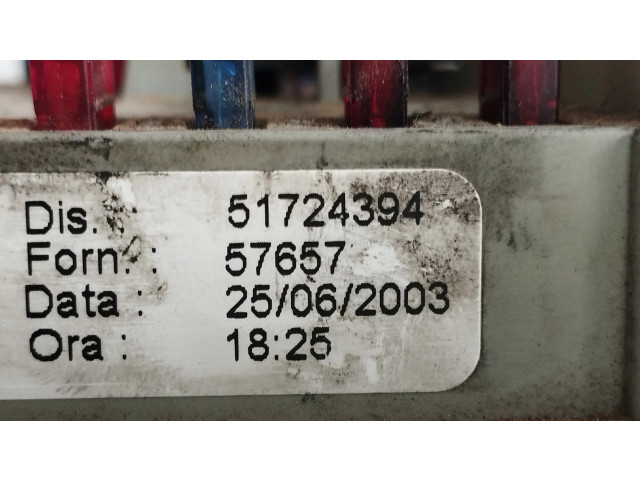 Dis. : 51724394
Forn. : 57657
Data : 25/06/2003
Ora : 18:25